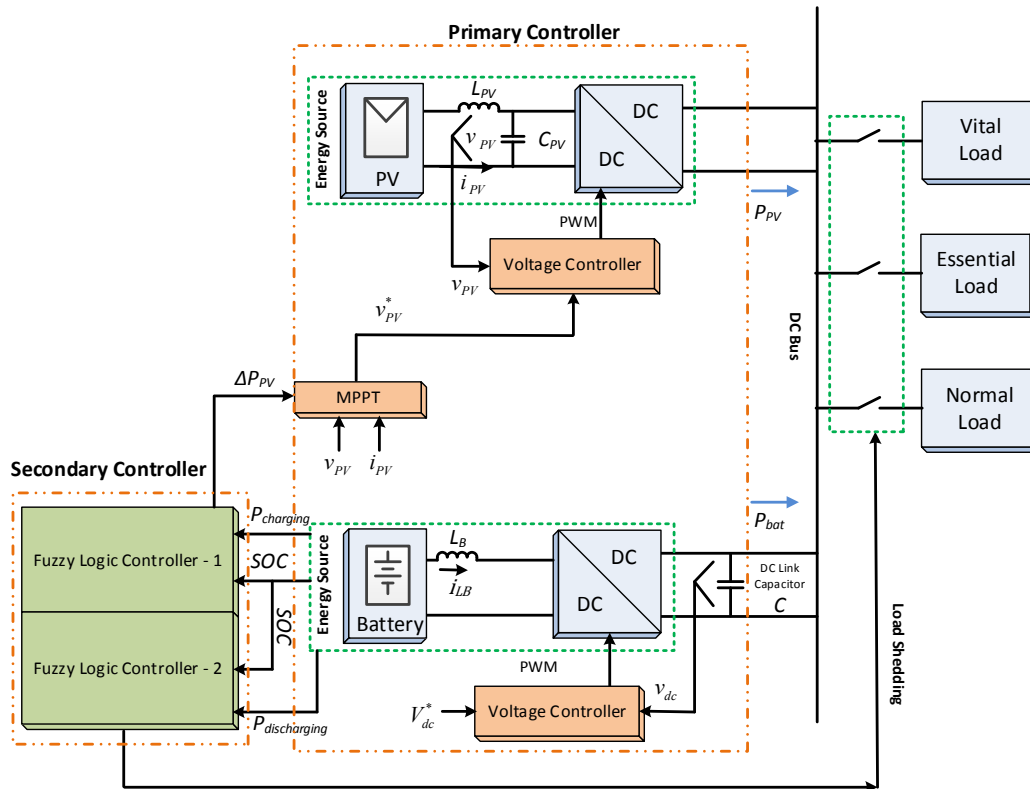 Primary Controller
Energy Source
PV
L_PV
v_PV
C_PV
i_PV
DC
DC
PWM
Voltage Controller
v_PV
v*_PV
P_PV
DC Bus
Vital
Load
Essential
Load
Normal
Load
ΔP_PV
MPPT
v_PV
i_PV
Secondary Controller
Fuzzy Logic Controller - 1
Fuzzy Logic Controller - 2
P_charging
SOC
SOC
P_discharging
Energy Source
Battery
L_B
i_LB
DC
DC
P_bat
DC Link
Capacitor
C
PWM
Voltage Controller
V*_dc
v_dc
Load Shedding